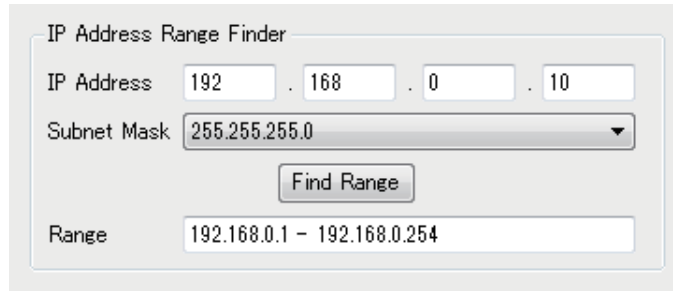 IP Address Range Finder
IP Address 192 . 168 . 0 . 10
Subnet Mask 255.255.255.0
Find Range
Range 192.168.0.1 - 192.168.0.254